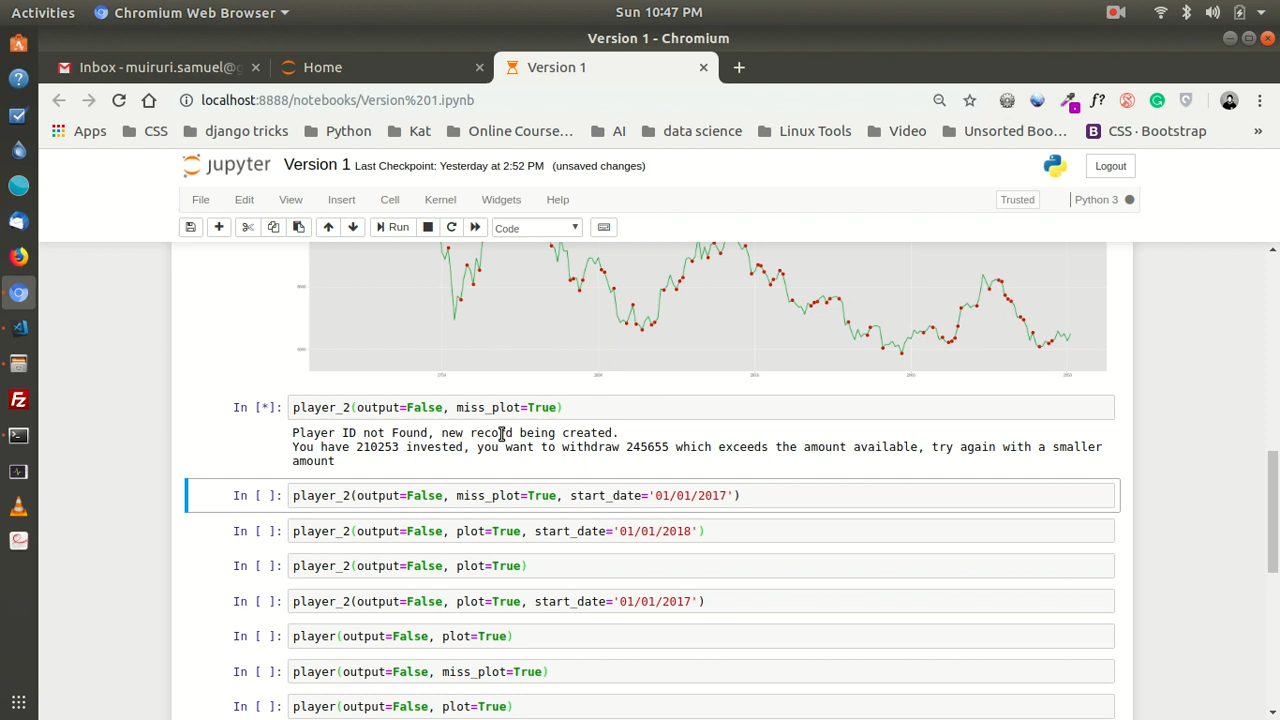 Activities Chromium Web Browser Sun 10:47 PM
Version 1 - Chromium
Inbox - muiruri.samuel@g Home Version 1
localhost:8888/notebooks/Version%201.ipynb
Apps CSS django tricks Python Kat Online Course... AI data science Linux Tools Video Unsorted Boo... CSS · Bootstrap »
jupyter Version 1 Last Checkpoint: Yesterday at 2:52 PM (unsaved changes) Logout
File Edit View Insert Cell Kernel Widgets Help Trusted Python 3
Run Code
In [*]: player_2(output=False, miss_plot=True)
Player ID not Found, new record being created.
You have 210253 invested, you want to withdraw 245655 which exceeds the amount available, try again with a smaller
amount
In [ ]: player_2(output=False, miss_plot=True, start_date='01/01/2017')
In [ ]: player_2(output=False, plot=True, start_date='01/01/2018')
In [ ]: player_2(output=False, plot=True)
In [ ]: player_2(output=False, plot=True, start_date='01/01/2017')
In [ ]: player(output=False, plot=True)
In [ ]: player(output=False, miss_plot=True)
In [ ]: player(output=False, plot=True)